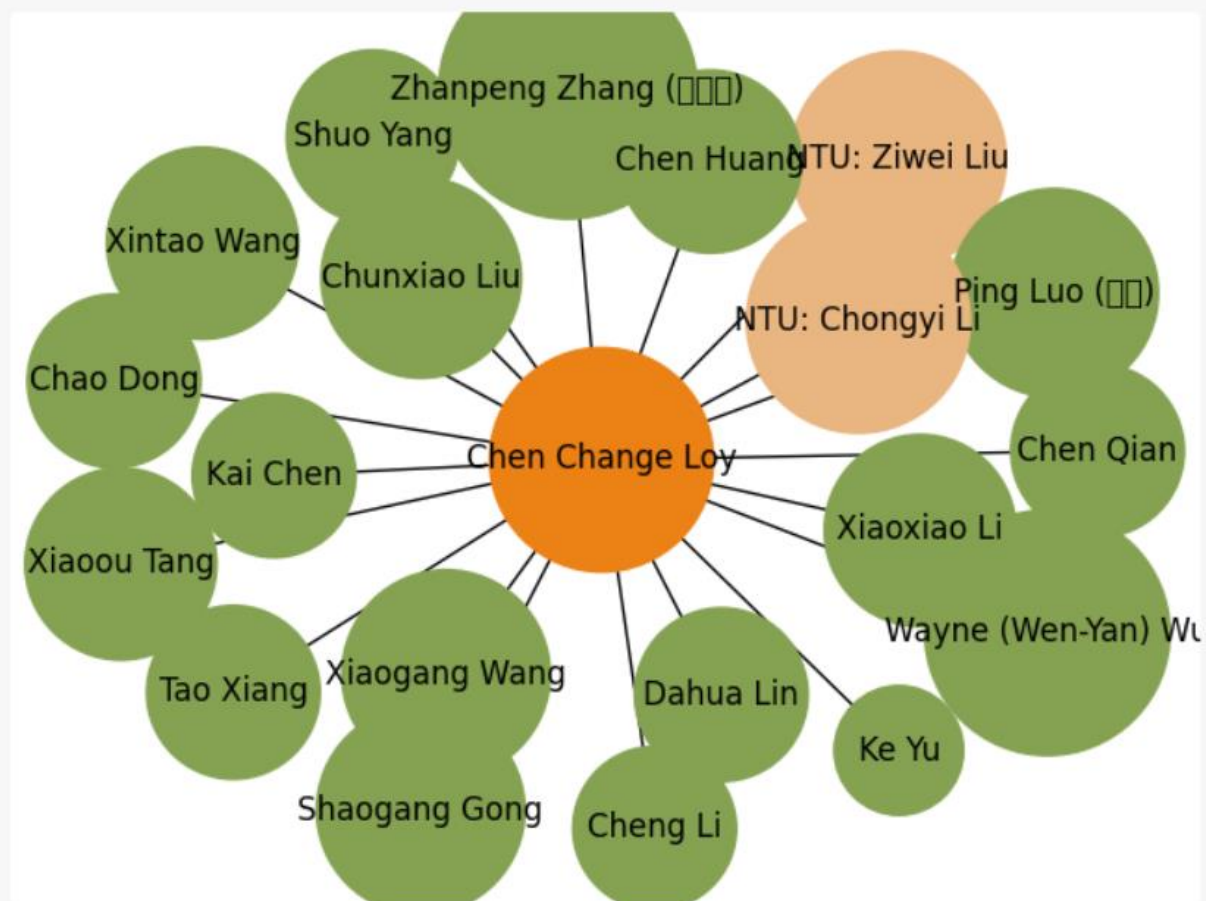 Zhanpeng Zhang (□□□)
Shuo Yang
Chen Huang
NTU: Ziwei Liu
Xintao Wang
Chunxiao Liu
Ping Luo (□□)
NTU: Chongyi Li
Chao Dong
Chen Qian
Chen Change Loy
Kai Chen
Xiaoxiao Li
Xiaoou Tang
Wayne (Wen-Yan)
Xiaogang Wang
Tao Xiang
Dahua Lin
Ke Yu
Shaogang Gong
Cheng Li